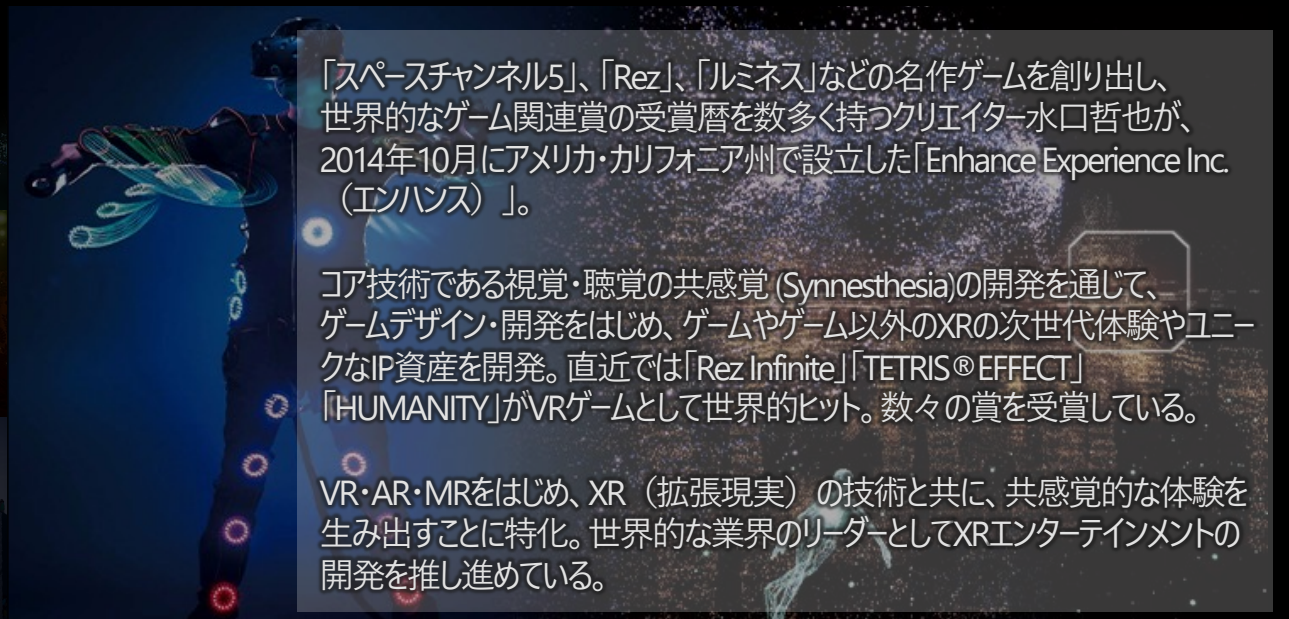 「スペースチャンネル5」、「Rez」、「ルミネス」などの名作ゲームを創り出し、
世界的なゲーム関連賞の受賞暦を数多く持つクリエイター水口哲也が、
2014年10月にアメリカ・カリフォニア州で設立した「Enhance Experience Inc.
（エンハンス）」。
コア技術である視覚・聴覚の共感覚 (Synnesthesia)の開発を通じて、
ゲームデザイン・開発をはじめ、ゲームやゲーム以外のXRの次世代体験やユニー
クなIP資産を開発。直近では「Rez Infinite」「TETRIS®EFFECT」
「HUMANITY」がVRゲームとして世界的ヒット。数々の賞を受賞している。
VR・AR・MRをはじめ、XR（拡張現実）の技術と共に、共感覚的な体験を
生み出すことに特化。世界的な業界のリーダーとしてXRエンターテインメントの
開発を推し進めている。